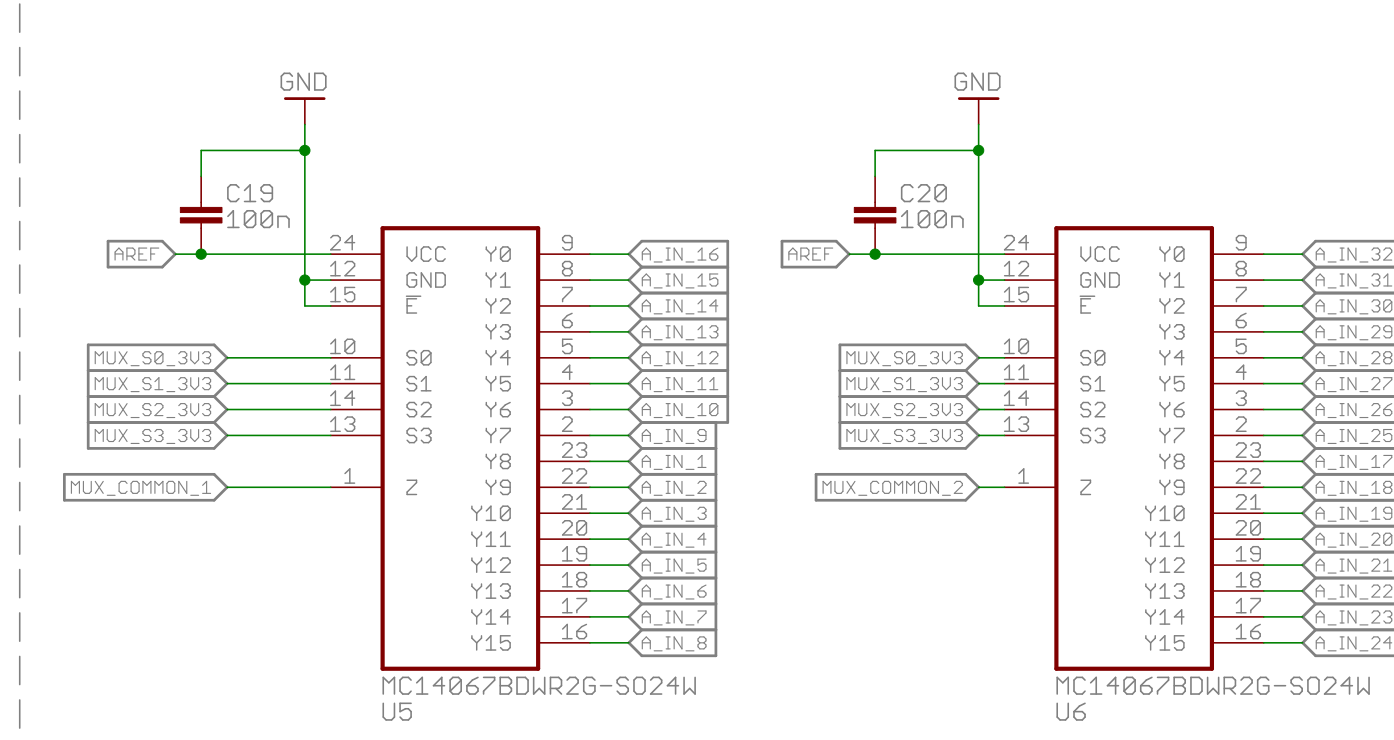 GND
C19
100n
AREF
24 VCC Y0 9 A_IN_16
12 GND Y1 8 A_IN_15
15 E Y2 7 A_IN_14
Y3 6 A_IN_13
MUX_S0_3V3 10 S0 Y4 5 A_IN_12
MUX_S1_3V3 11 S1 Y5 4 A_IN_11
MUX_S2_3V3 14 S2 Y6 3 A_IN_10
MUX_S3_3V3 13 S3 Y7 2 A_IN_9
Y8 23 A_IN_1
MUX_COMMON_1 1 Z Y9 22 A_IN_2
Y10 21 A_IN_3
Y11 20 A_IN_4
Y12 19 A_IN_5
Y13 18 A_IN_6
Y14 17 A_IN_7
Y15 16 A_IN_8
MC14067BDWR2G-SO24W
U5
GND
C20
100n
AREF
24 VCC Y0 9 A_IN_32
12 GND Y1 8 A_IN_31
15 E Y2 7 A_IN_30
Y3 6 A_IN_29
MUX_S0_3V3 10 S0 Y4 5 A_IN_28
MUX_S1_3V3 11 S1 Y5 4 A_IN_27
MUX_S2_3V3 14 S2 Y6 3 A_IN_26
MUX_S3_3V3 13 S3 Y7 2 A_IN_25
Y8 23 A_IN_17
MUX_COMMON_2 1 Z Y9 22 A_IN_18
Y10 21 A_IN_19
Y11 20 A_IN_20
Y12 19 A_IN_21
Y13 18 A_IN_22
Y14 17 A_IN_23
Y15 16 A_IN_24
MC14067BDWR2G-SO24W
U6